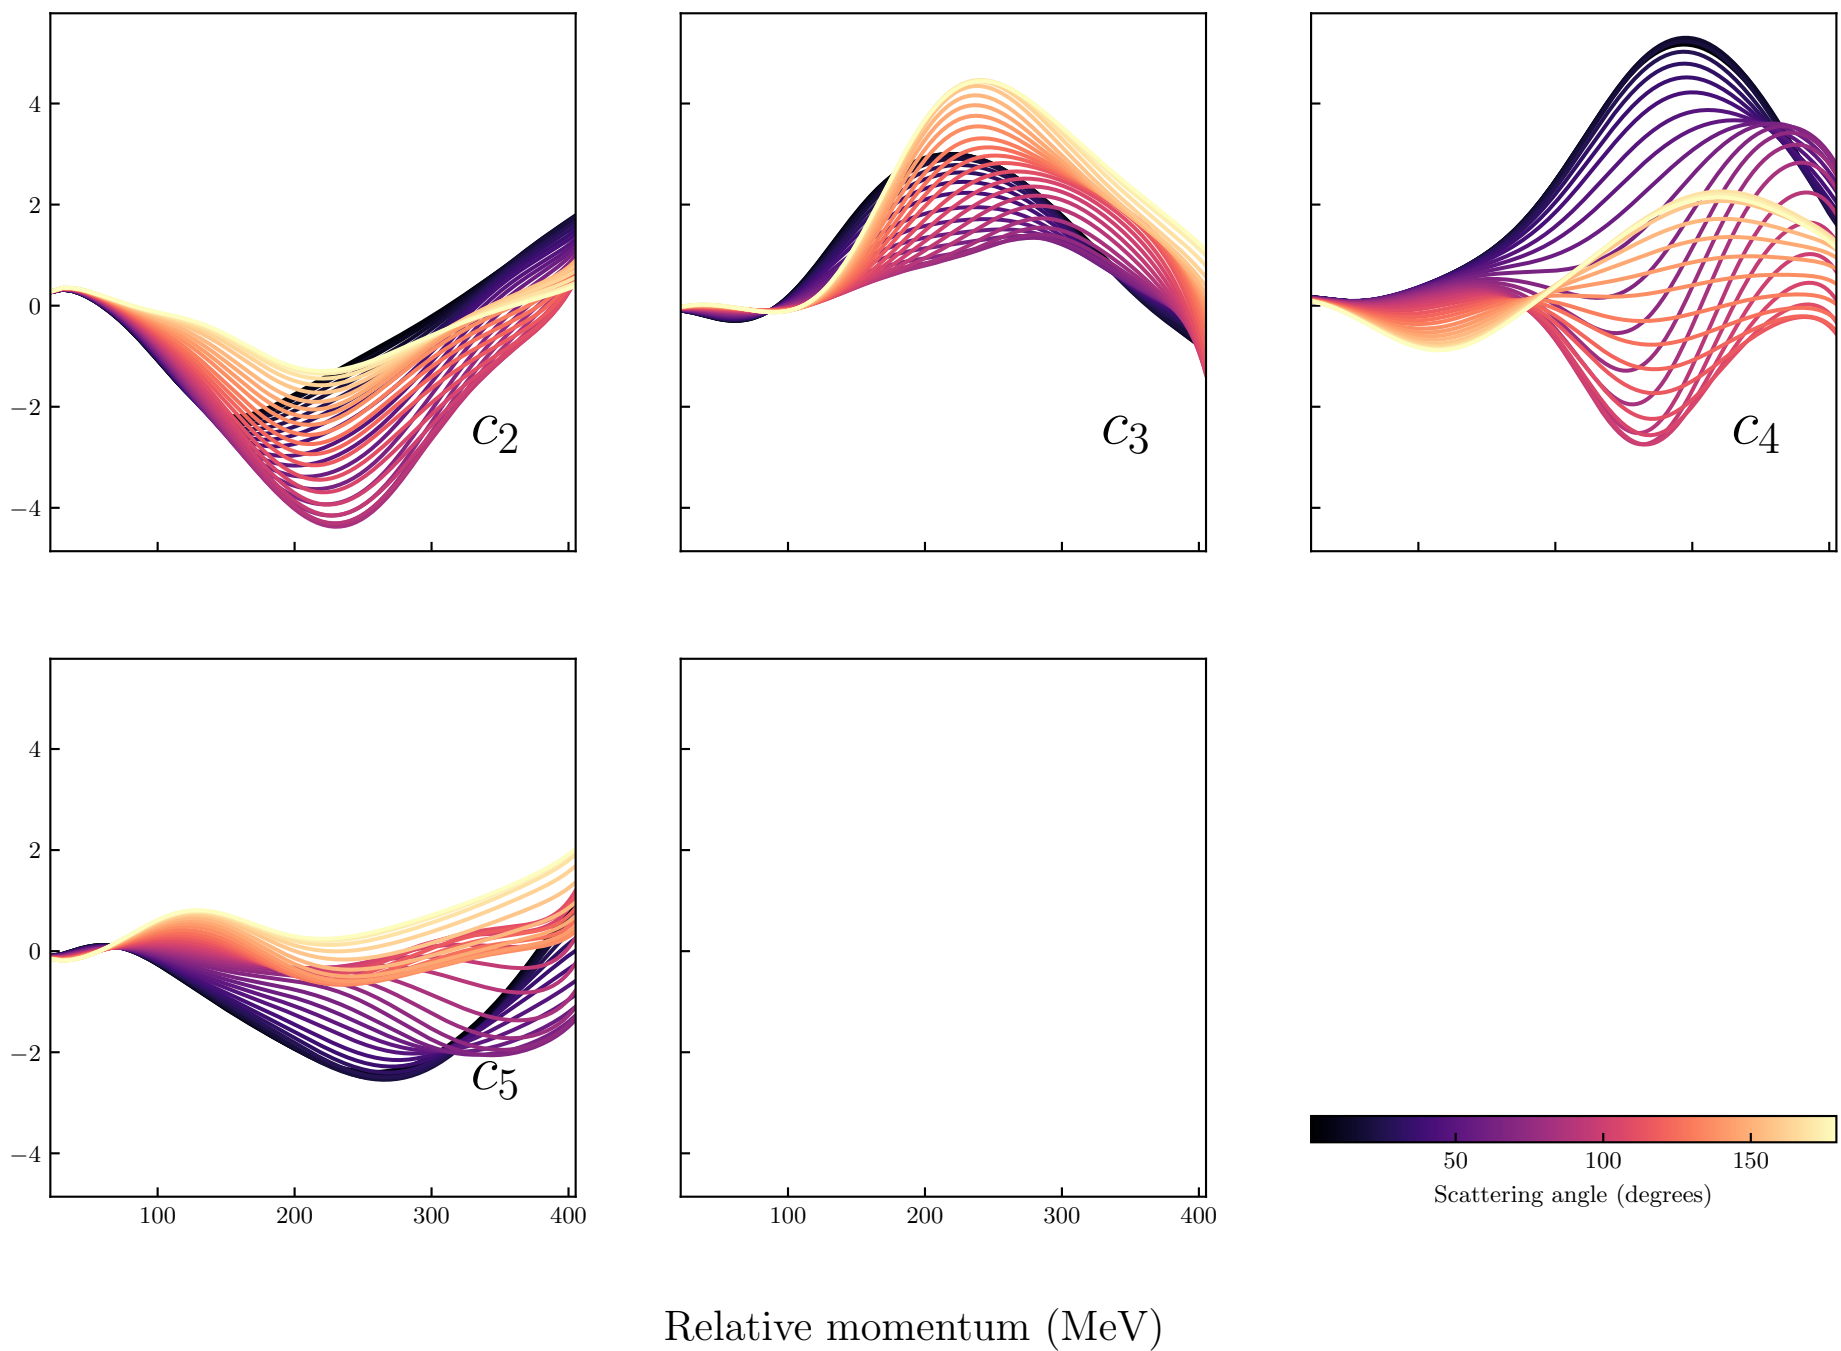 4
2
0
−2
−4
c2
c3
c4
4
2
0
−2
−4
c5
100 200 300 400
100 200 300 400
50 100 150
Scattering angle (degrees)
Relative momentum (MeV)